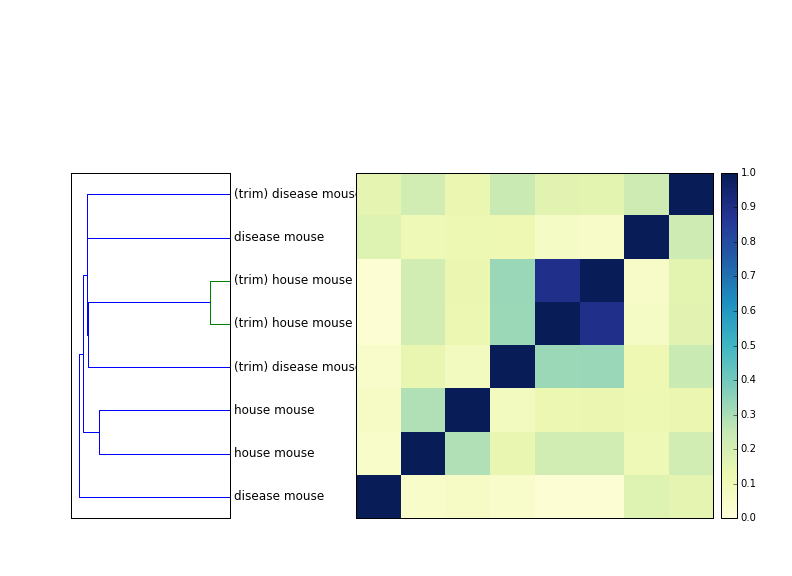 (trim) disease mouse
disease mouse
(trim) house mouse
(trim) house mouse
(trim) disease mouse
house mouse
house mouse
disease mouse
1.0
0.9
0.8
0.7
0.6
0.5
0.4
0.3
0.2
0.1
0.0